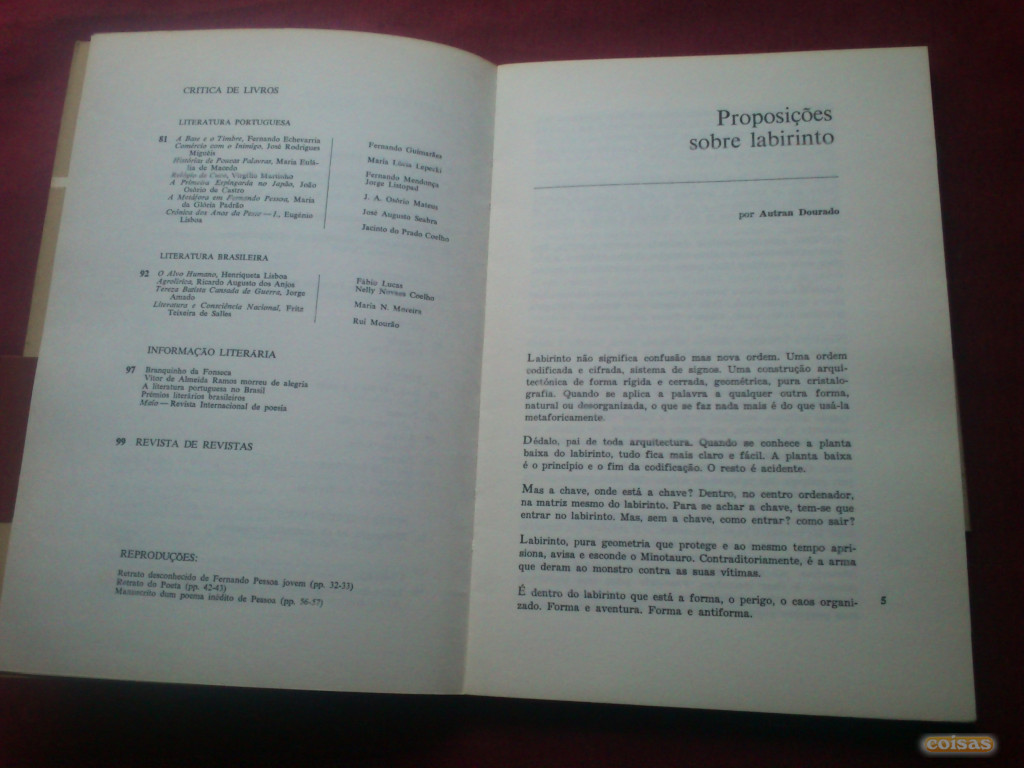 CRITICA DE LIVROS
LITERATURA PORTUGUESA
81 A Base e o Timbre, Fernando Echevarria
Comércio com o Inimigo, José Rodrigues
Miguéis
Histórias de Poucas Palavras, Maria Eulá-
lia de Macedo
Relógio de Cuco, Virgílio Martinho
A Primeira Espingarda no Japão, João
Osório de Castro
A Metáfora em Fernando Pessoa, Maria
da Glória Padrão
Crónica dos Anos da Peste — I, Eugénio
Lisboa
Fernando Guimarães
Maria Lúcia Lepecki
Fernando Mendonça
Jorge Listopad
J. A. Osório Mateus
José Augusto Seabra
Jacinto do Prado Coelho
LITERATURA BRASILEIRA
92 O Alvo Humano, Henriqueta Lisboa
Agrolírica, Ricardo Augusto dos Anjos
Tereza Batista Cansada de Guerra, Jorge
Amado
Literatura e Consciência Nacional, Fritz
Teixeira de Salles
Fábio Lucas
Nelly Novaes Coelho
Maria N. Moreira
Rui Mourão
INFORMAÇÃO LITERÁRIA
97 Branquinho da Fonseca
Vítor de Almeida Ramos morreu de alegria
A literatura portuguesa no Brasil
Prémios literários brasileiros
Maio — Revista Internacional de poesia
99 REVISTA DE REVISTAS
REPRODUÇÕES:
Retrato desconhecido de Fernando Pessoa jovem (pp. 32-33)
Retrato do Poeta (pp. 42-43)
Manuscrito dum poema inédito de Pessoa (pp. 56-57)
Proposições
sobre labirinto
por Autran Dourado
Labirinto não significa confusão mas nova ordem. Uma ordem
codificada e cifrada, sistema de signos. Uma construção arqui-
tectônica de forma rígida e cerrada, geométrica, pura cristalo-
grafia. Quando se aplica a palavra a qualquer outra forma,
natural ou desorganizada, o que se faz nada mais é do que usá-la
metaforicamente.
Dédalo, pai de toda arquitectura. Quando se conhece a planta
baixa do labirinto, tudo fica mais claro e fácil. A planta baixa
é o princípio e o fim da codificação. O resto é acidente.
Mas a chave, onde está a chave? Dentro, no centro ordenador,
na matriz mesmo do labirinto. Para se achar a chave, tem-se que
entrar no labirinto. Mas, sem a chave, como entrar? como sair?
Labirinto, pura geometria que protege e ao mesmo tempo apri-
siona, avisa e esconde o Minotauro. Contraditoriamente, é a arma
que deram ao monstro contra as suas vítimas.
É dentro do labirinto que está a forma, o perigo, o caos organi-
zado. Forma e aventura. Forma e antiforma.
5
coisas